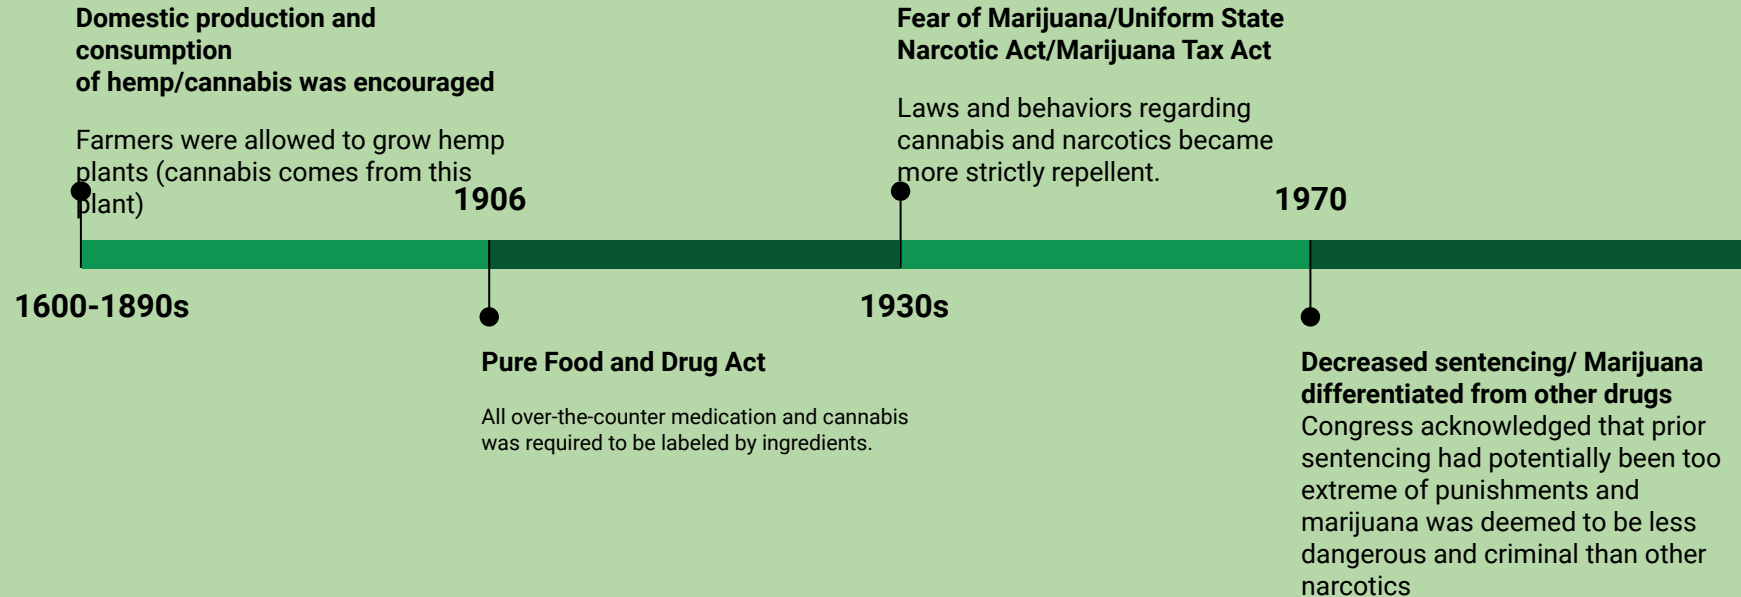 Domestic production and
consumption
of hemp/cannabis was encouraged
Farmers were allowed to grow hemp
plants (cannabis comes from this
plant)
1600-1890s
1906
Pure Food and Drug Act
All over-the-counter medication and cannabis
was required to be labeled by ingredients.
Fear of Marijuana/Uniform State
Narcotic Act/Marijuana Tax Act
Laws and behaviors regarding
cannabis and narcotics became
more strictly repellent.
1930s
1970
Decreased sentencing/ Marijuana
differentiated from other drugs
Congress acknowledged that prior
sentencing had potentially been too
extreme of punishments and
marijuana was deemed to be less
dangerous and criminal than other
narcotics